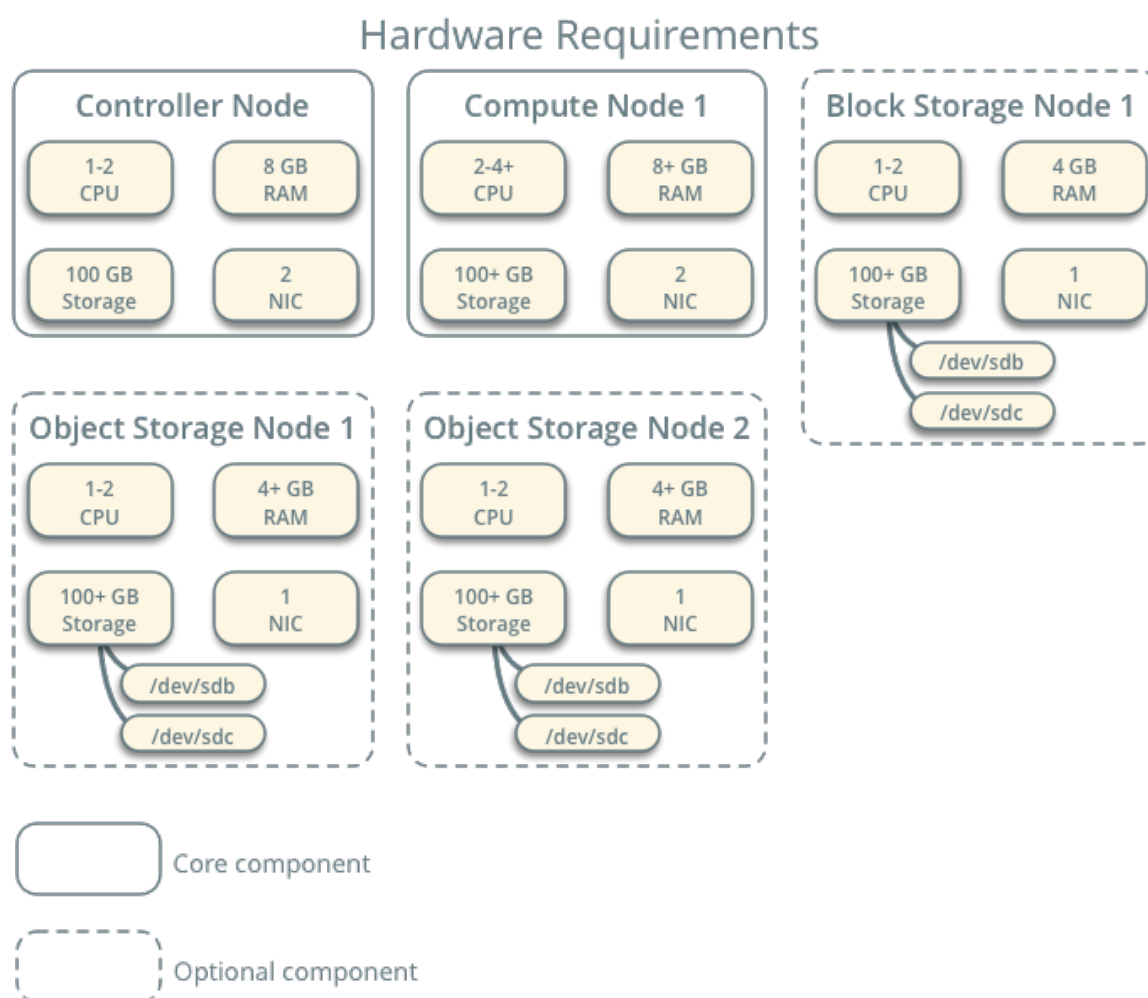 Hardware Requirements
Controller Node
1-2
CPU
8 GB
RAM
100 GB
Storage
2
NIC
Compute Node 1
2-4+
CPU
8+ GB
RAM
100+ GB
Storage
2
NIC
Block Storage Node 1
1-2
CPU
4 GB
RAM
100+ GB
Storage
1
NIC
/dev/sdb
/dev/sdc
Object Storage Node 1
1-2
CPU
4+ GB
RAM
100+ GB
Storage
1
NIC
/dev/sdb
/dev/sdc
Object Storage Node 2
1-2
CPU
4+ GB
RAM
100+ GB
Storage
1
NIC
/dev/sdb
/dev/sdc
Core component
Optional component